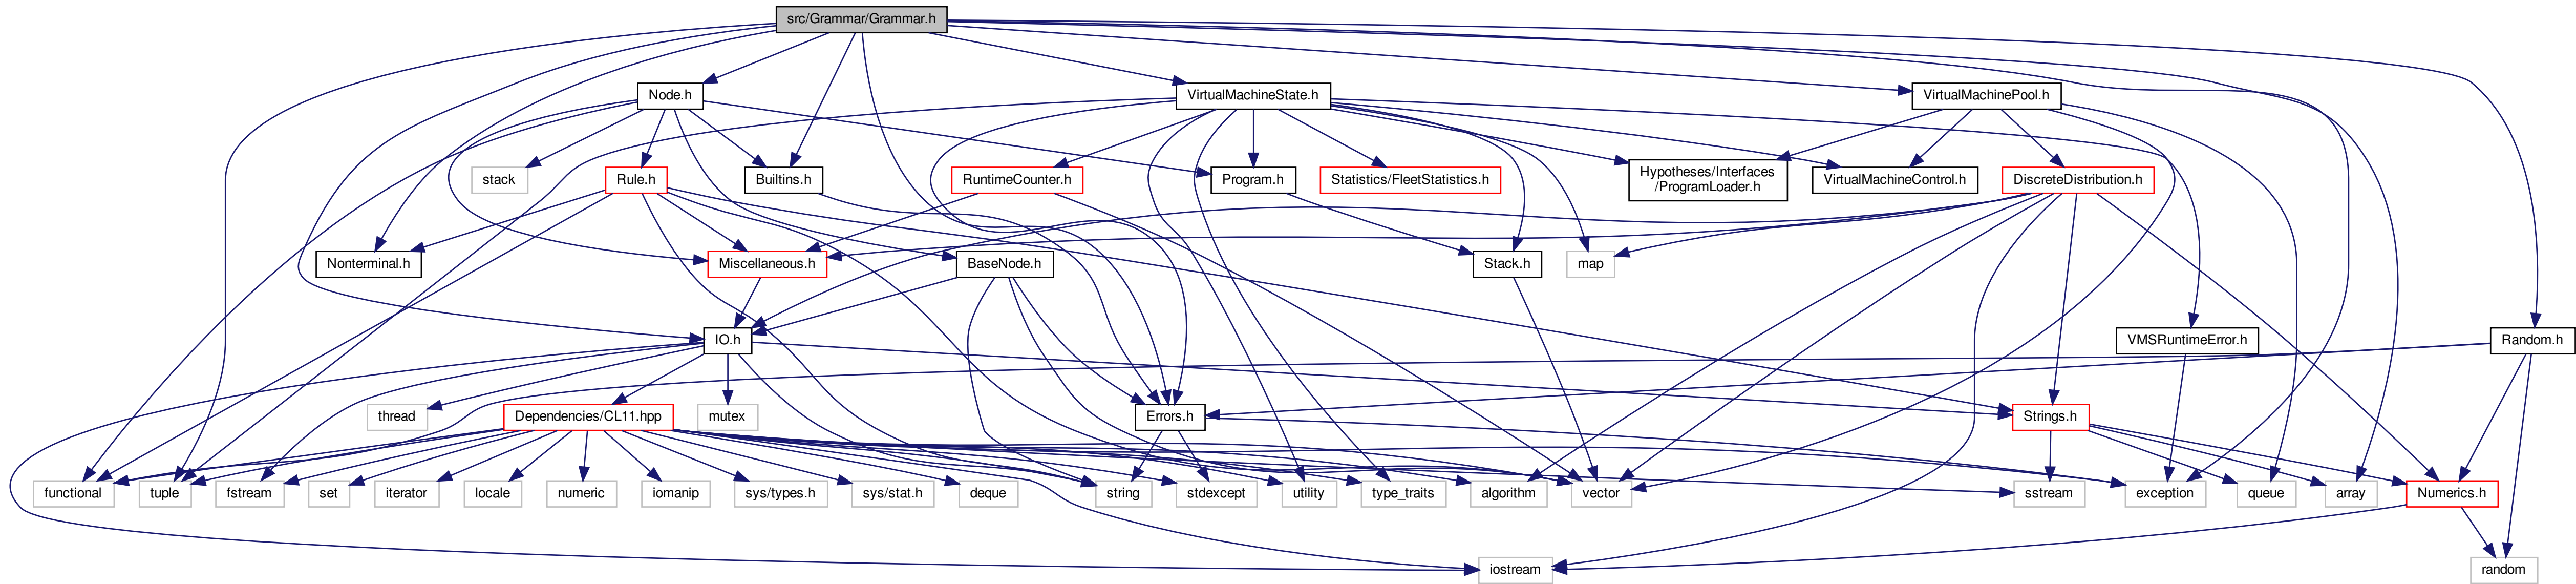 src/Grammar/Grammar.h
Node.h
VirtualMachineState.h
VirtualMachinePool.h
stack
Rule.h
Builtins.h
RuntimeCounter.h
Program.h
Statistics/FleetStatistics.h
Hypotheses/Interfaces
/ProgramLoader.h
VirtualMachineControl.h
DiscreteDistribution.h
Nonterminal.h
Miscellaneous.h
BaseNode.h
Stack.h
map
IO.h
VMSRuntimeError.h
Random.h
thread
Dependencies/CL11.hpp
mutex
Errors.h
Strings.h
functional
tuple
fstream
set
iterator
locale
numeric
iomanip
sys/types.h
sys/stat.h
deque
string
stdexcept
utility
type_traits
algorithm
vector
sstream
exception
queue
array
Numerics.h
iostream
random